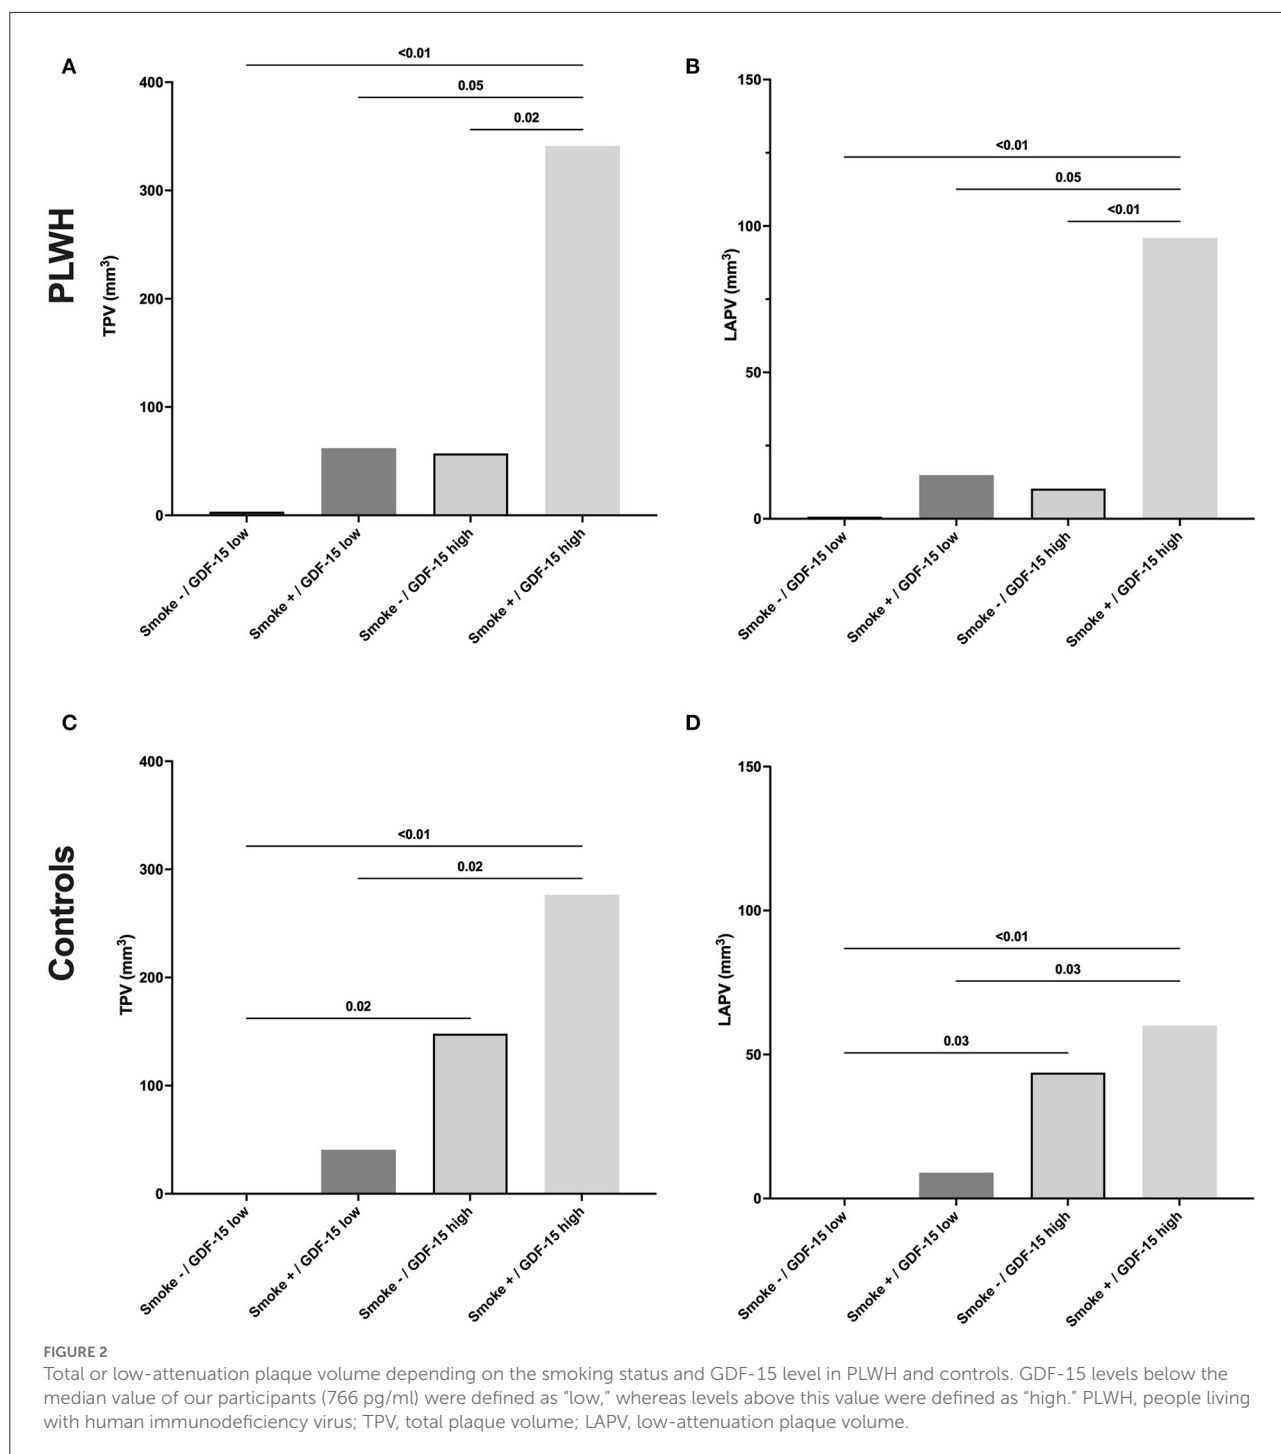 A
<0.01
0.05
0.02
400
300
200
100
0
TPV (mm³)
PLWH
Smoke - / GDF-15 low
Smoke + / GDF-15 low
Smoke - / GDF-15 high
Smoke + / GDF-15 high
B
<0.01
0.05
<0.01
150
100
50
0
LAPV (mm³)
Smoke - / GDF-15 low
Smoke + / GDF-15 low
Smoke - / GDF-15 high
Smoke + / GDF-15 high
C
<0.01
0.02
0.02
400
300
200
100
0
TPV (mm³)
Controls
Smoke - / GDF-15 low
Smoke + / GDF-15 low
Smoke - / GDF-15 high
Smoke + / GDF-15 high
D
<0.01
0.03
0.03
150
100
50
0
LAPV (mm³)
Smoke - / GDF-15 low
Smoke + / GDF-15 low
Smoke - / GDF-15 high
Smoke + / GDF-15 high
FIGURE 2
Total or low-attenuation plaque volume depending on the smoking status and GDF-15 level in PLWH and controls. GDF-15 levels below the
median value of our participants (766 pg/ml) were defined as “low,” whereas levels above this value were defined as “high.” PLWH, people living
with human immunodeficiency virus; TPV, total plaque volume; LAPV, low-attenuation plaque volume.